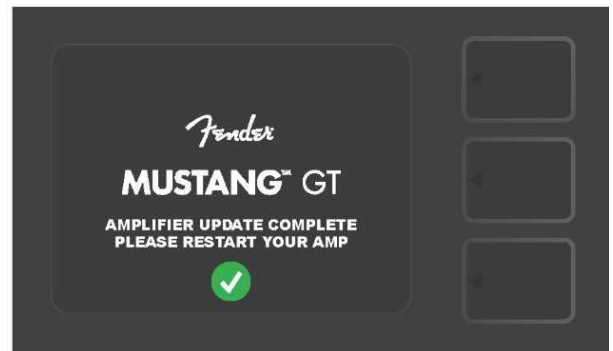 Fender
MUSTANG™ GT
AMPLIFIER UPDATE COMPLETE
PLEASE RESTART YOUR AMP